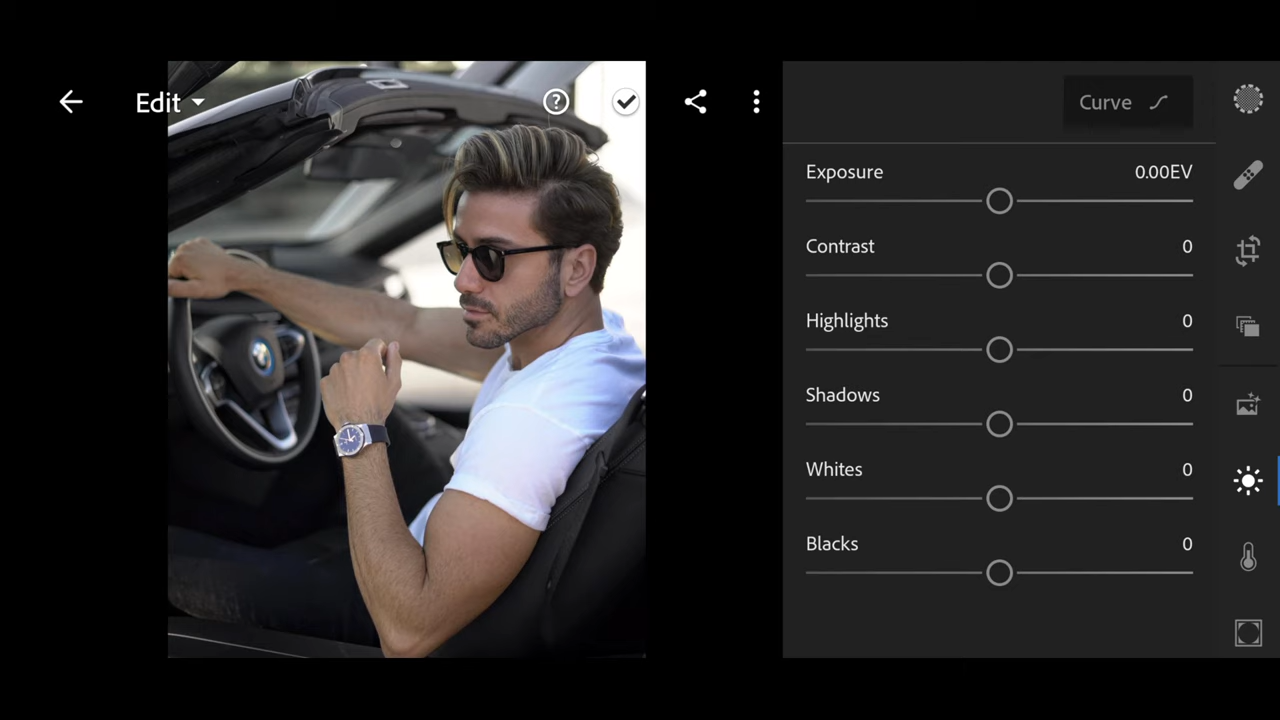 Edit
Curve
Exposure 0.00EV
Contrast 0
Highlights 0
Shadows 0
Whites 0
Blacks 0